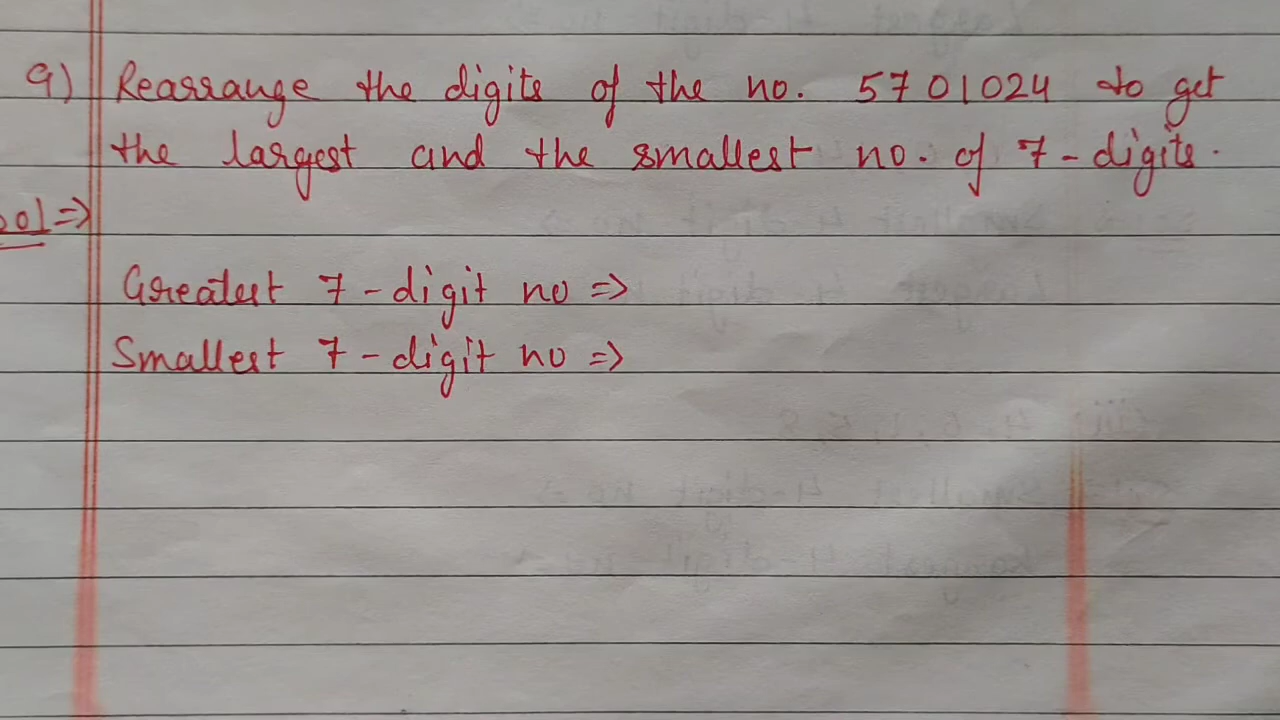 9) Rearrange the digits of the no. 5701024 to get
the largest and the smallest no. of 7-digits.
Sol =>
Greatest 7-digit no =>
Smallest 7-digit no =>